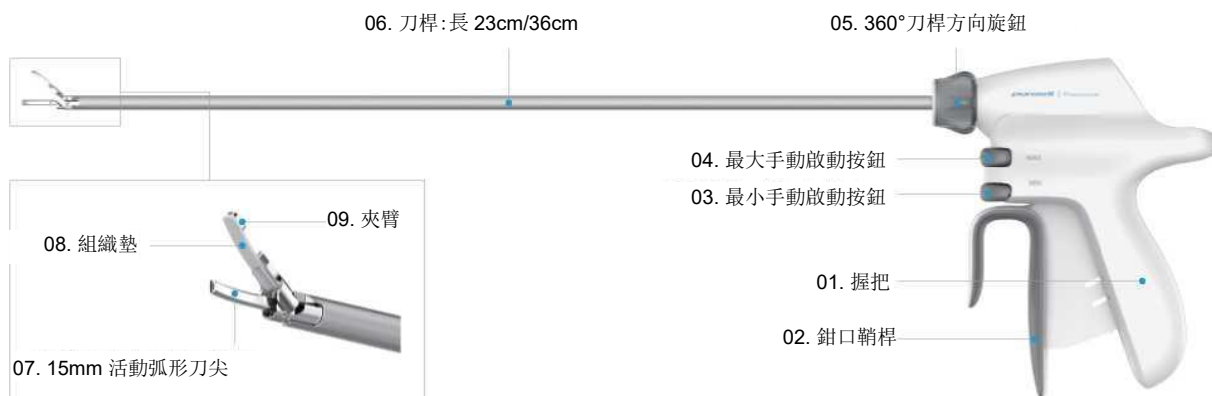 06. 刀桿:長 23cm/36cm
05. 360°刀桿方向旋鈕
04. 最大手動啟動按鈕
MAX
03. 最小手動啟動按鈕
MIN
09. 夾臂
08. 組織墊
01. 握把
02. 鉗口鞘桿
07. 15mm 活動弧形刀尖